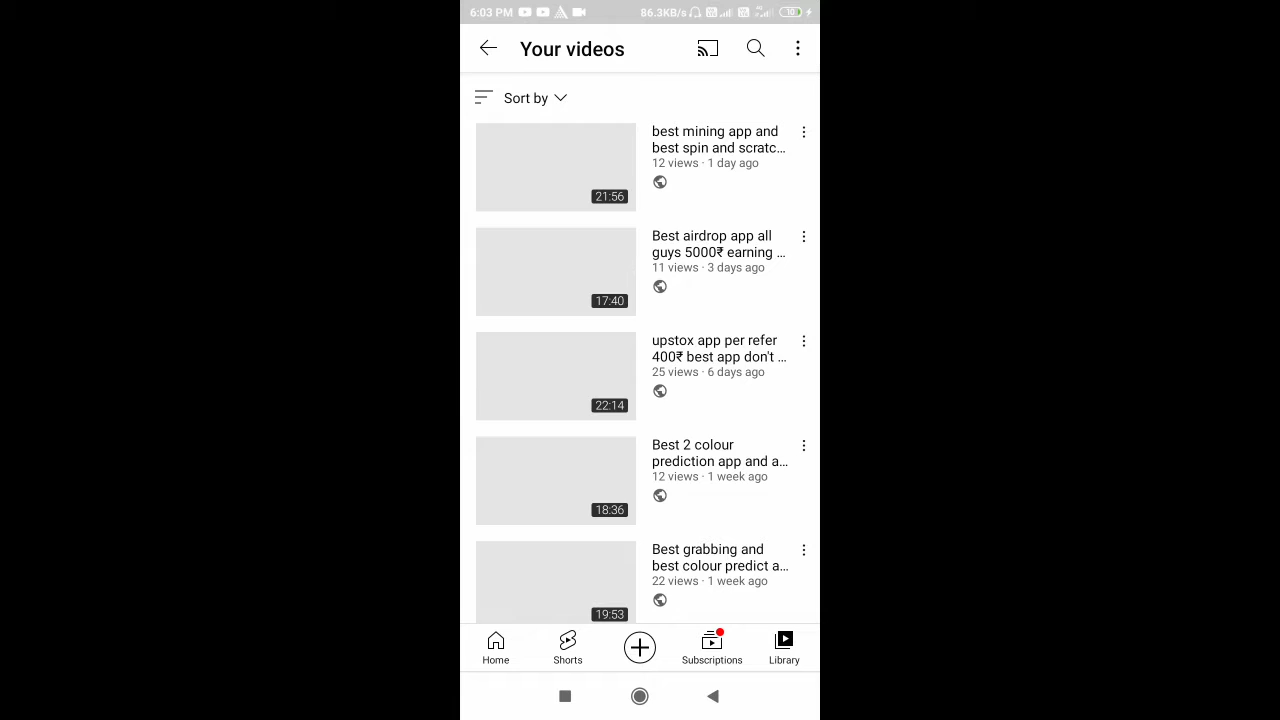 6:03 PM 86.3KB/s 10
Your videos
Sort by
best mining app and
best spin and scratc...
12 views · 1 day ago
21:56
Best airdrop app all
guys 5000₹ earning ...
11 views · 3 days ago
17:40
upstox app per refer
400₹ best app don't ...
25 views · 6 days ago
22:14
Best 2 colour
prediction app and a...
12 views · 1 week ago
18:36
Best grabbing and
best colour predict a...
22 views · 1 week ago
19:53
Home Shorts Subscriptions Library